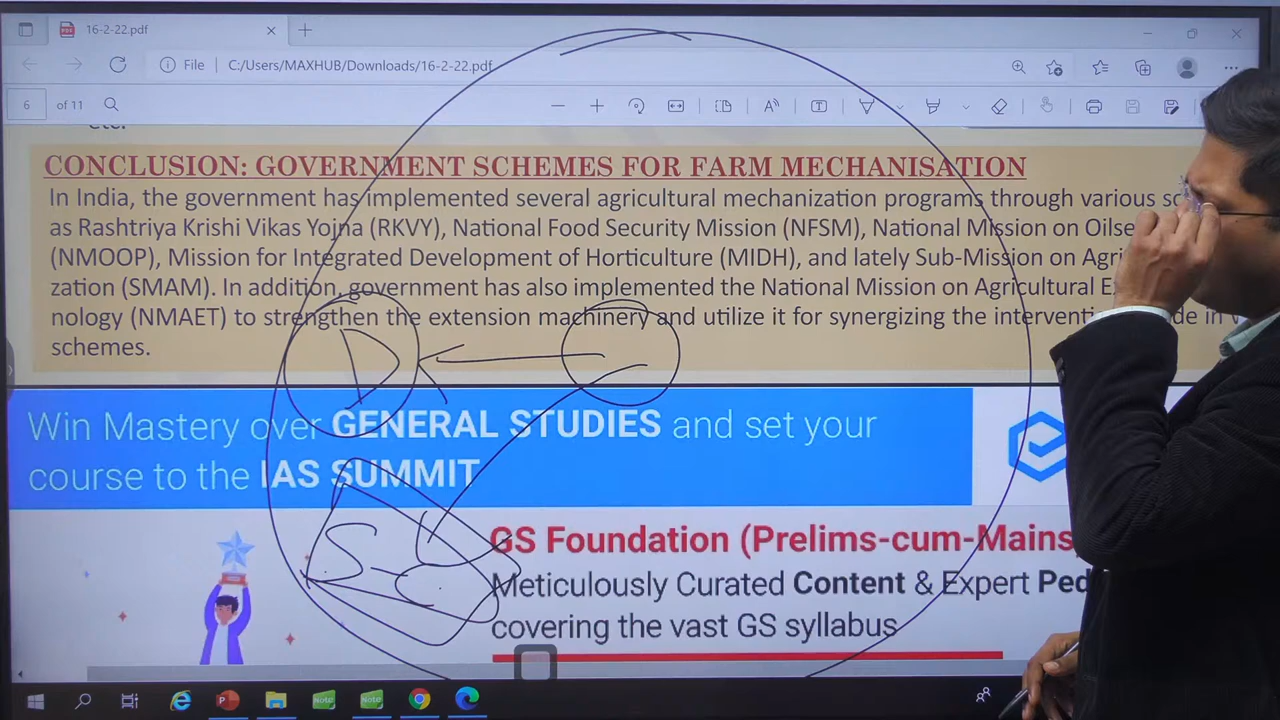 16-2-22.pdf
File C:/Users/MAXHUB/Downloads/16-2-22.pdf
6 of 11
etc.
CONCLUSION: GOVERNMENT SCHEMES FOR FARM MECHANISATION
In India, the government has implemented several agricultural mechanization programs through various
as Rashtriya Krishi Vikas Yojna (RKVY), National Food Security Mission (NFSM), National Mission on
(NMOOP), Mission for Integrated Development of Horticulture (MIDH), and lately Sub-Mission on
zation (SMAM). In addition, government has also implemented the National Mission on Agricultural
nology (NMAET) to strengthen the extension machinery and utilize it for synergizing the in
schemes.
D
Win Mastery over GENERAL STUDIES and set your
course to the IAS SUMMIT
S-C
GS Foundation (Prelims-cum-Mains
Meticulously Curated Content & Expert
covering the vast GS syllabus
Note Note